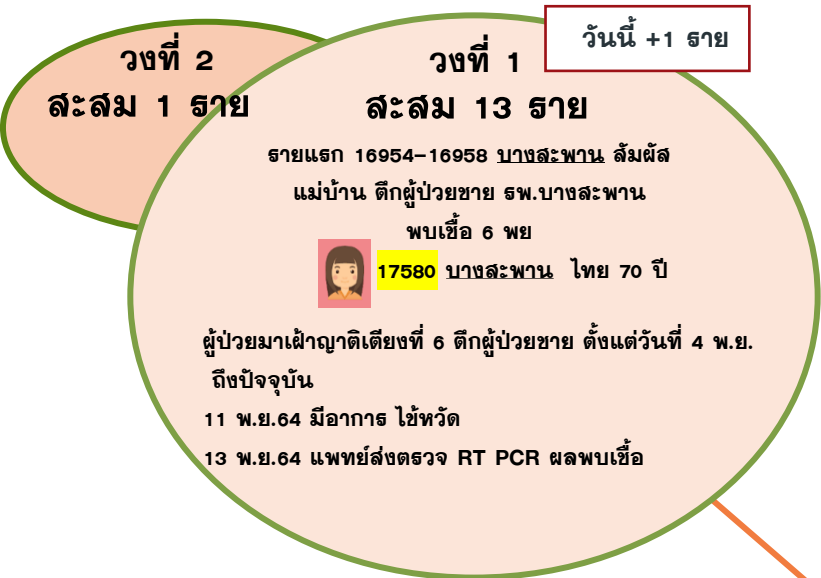 วันนี้ +1 ราย
วงที่ 2
สะสม 1 ราย
วงที่ 1
สะสม 13 ราย
รายแรก 16954-16958 บางสะพาน สัมผัส
แม่บ้าน ตึกผู้ป่วยชาย รพ.บางสะพาน
พบเชื้อ 6 พย
17580 บางสะพาน ไทย 70 ปี
ผู้ป่วยมาเฝ้าญาติเตียงที่ 6 ตึกผู้ป่วยชาย ตั้งแต่วันที่ 4 พ.ย.
ถึงปัจจุบัน
11 พ.ย.64 มีอาการ ไข้หวัด
13 พ.ย.64 แพทย์ส่งตรวจ RT PCR ผลพบเชื้อ